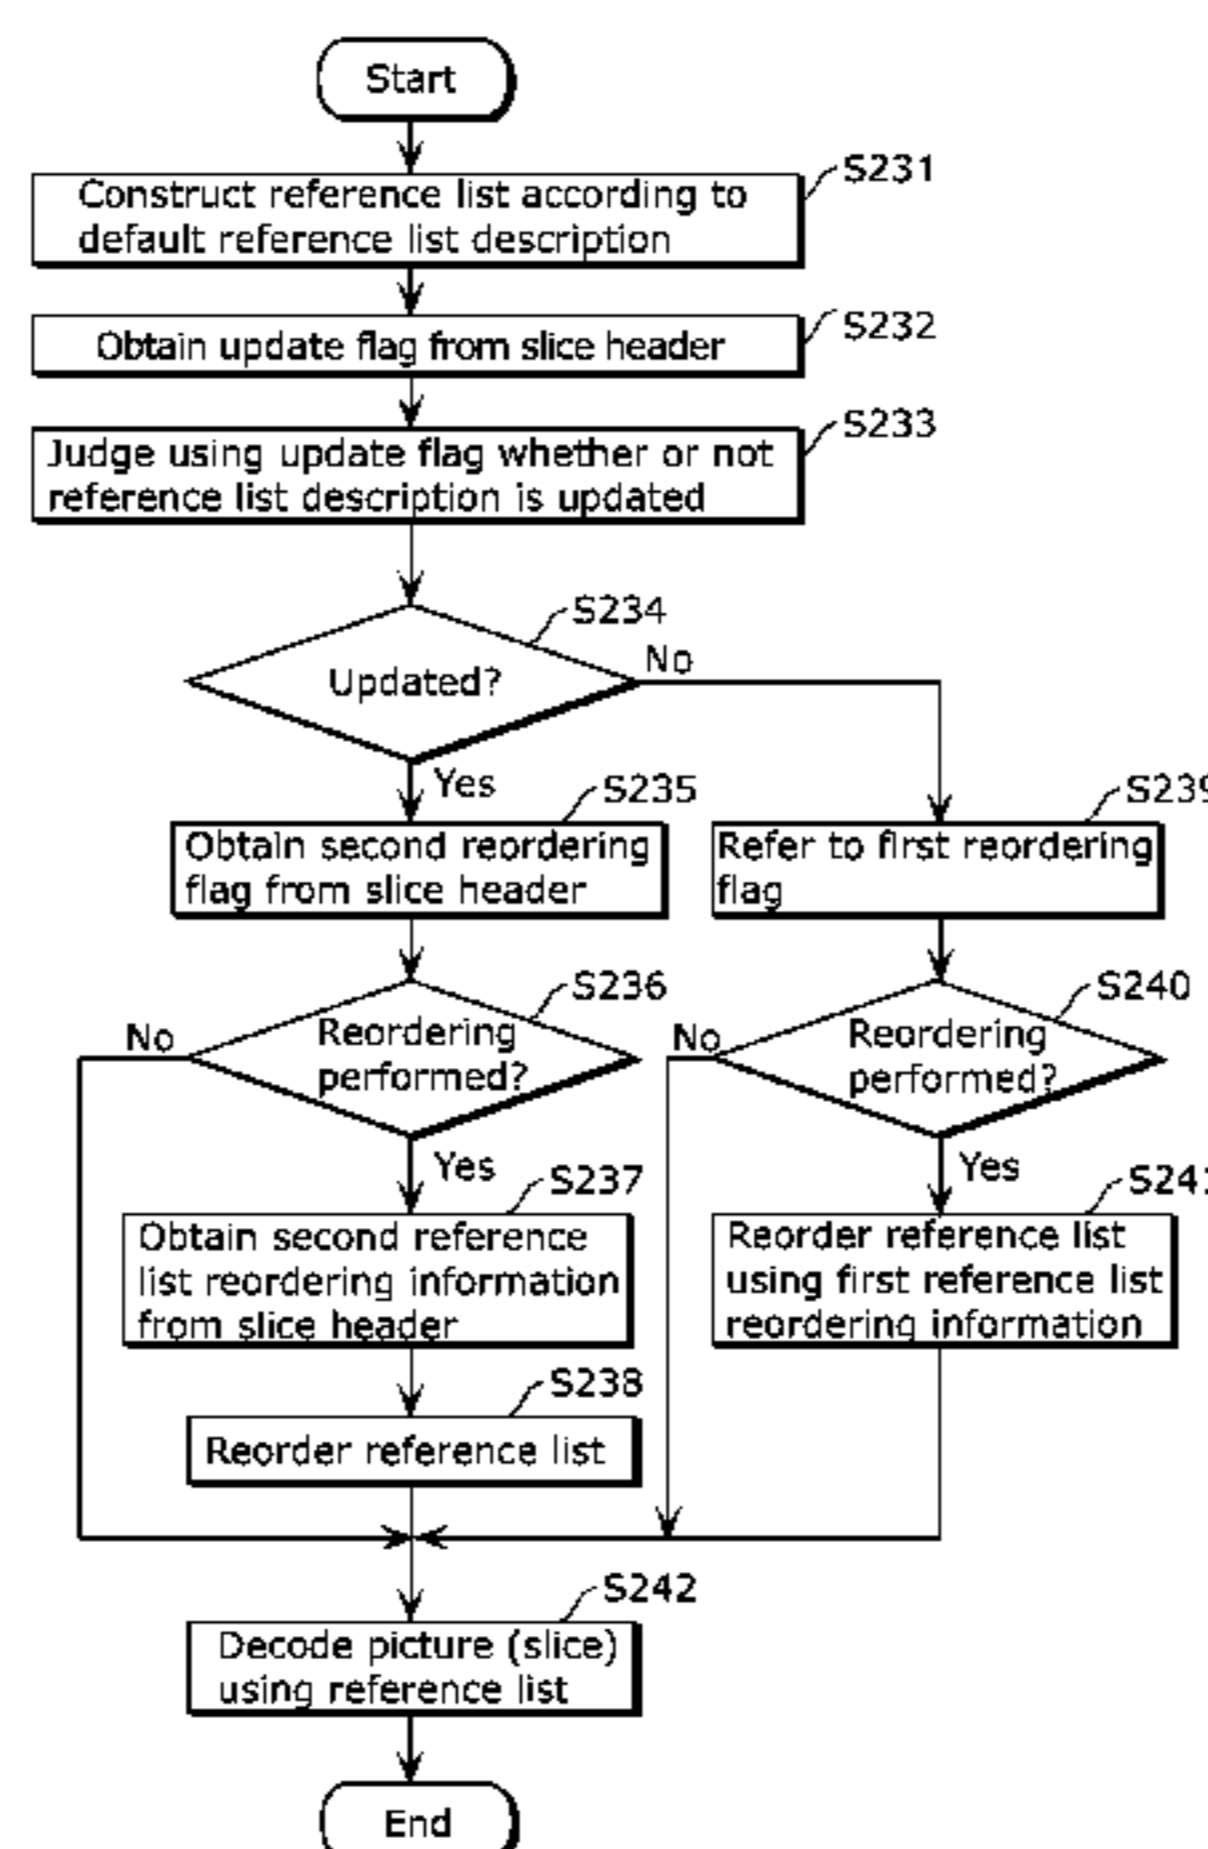 Start
S231
Construct reference list according to
default reference list description
S232
Obtain update flag from slice header
S233
Judge using update flag whether or not
reference list description is updated
S234
Updated?
No
Yes
S235
Obtain second reordering
flag from slice header
S239
Refer to first reordering
flag
S236
Reordering
performed?
No
Yes
S240
Reordering
performed?
No
Yes
S237
Obtain second reference
list reordering information
from slice header
S241
Reorder reference list
using first reference list
reordering information
S238
Reorder reference list
S242
Decode picture (slice)
using reference list
End